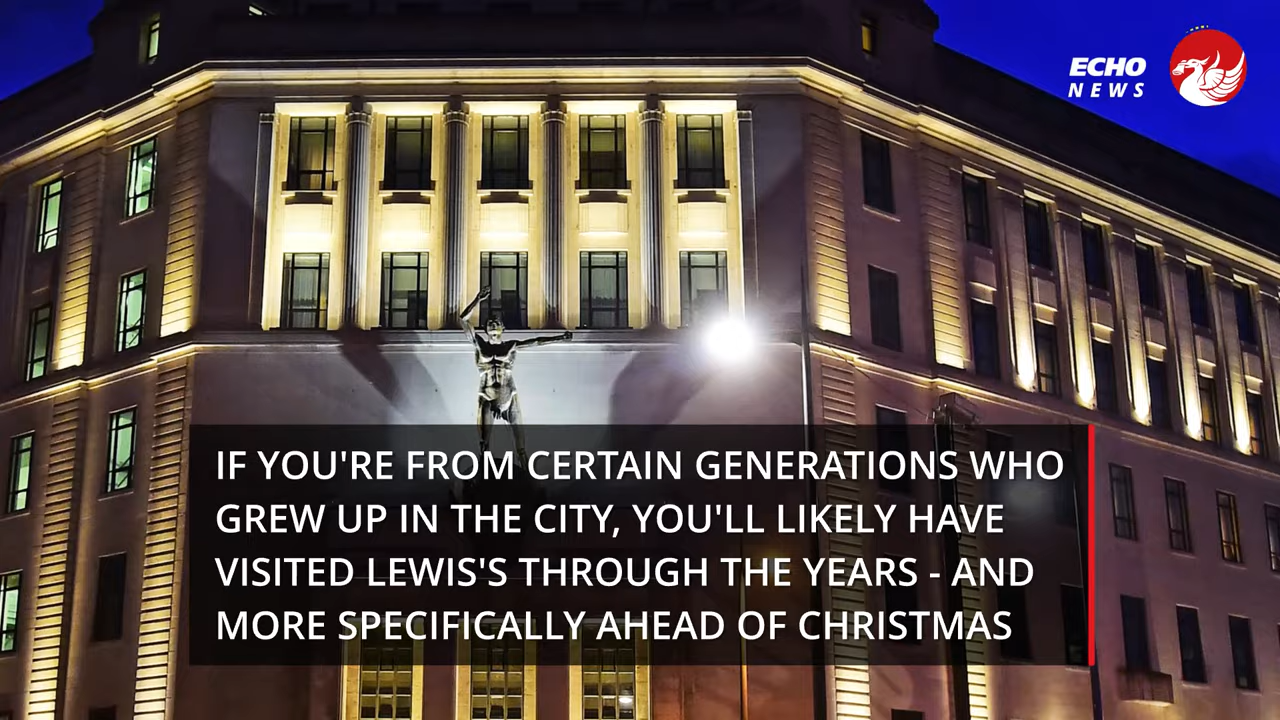 ECHO
NEWS
IF YOU'RE FROM CERTAIN GENERATIONS WHO
GREW UP IN THE CITY, YOU'LL LIKELY HAVE
VISITED LEWIS'S THROUGH THE YEARS - AND
MORE SPECIFICALLY AHEAD OF CHRISTMAS